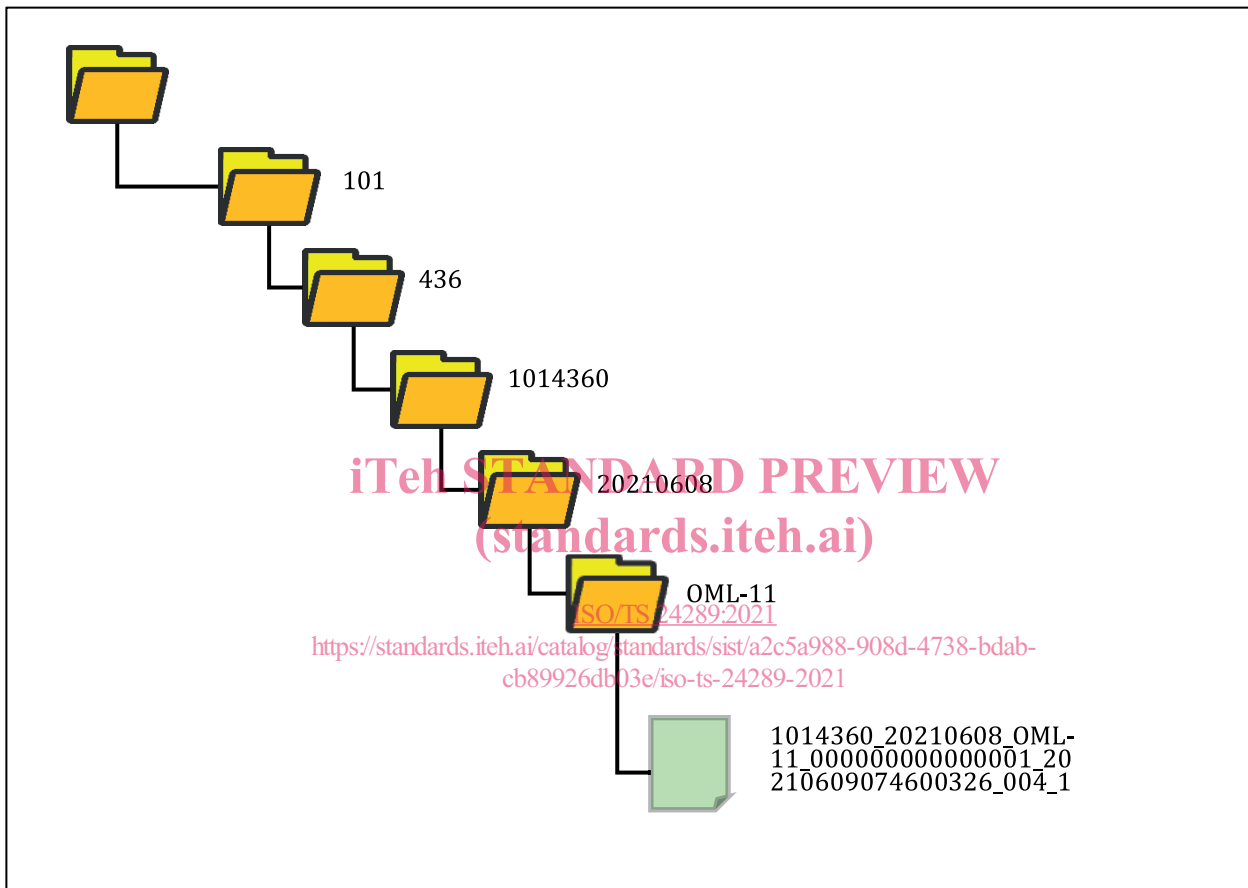 101
436
1014360
iTeh STANDARD PREVIEW
20210608
(standards.iteh.ai)
OML-11
ISO/TS 24289:2021
https://standards.iteh.ai/catalog/standards/sist/a2c5a988-908d-4738-bdab-
cb89926db03e/iso-ts-24289-2021
1014360_20210608_OML-
11_000000000000001_20
210609074600326_004_1